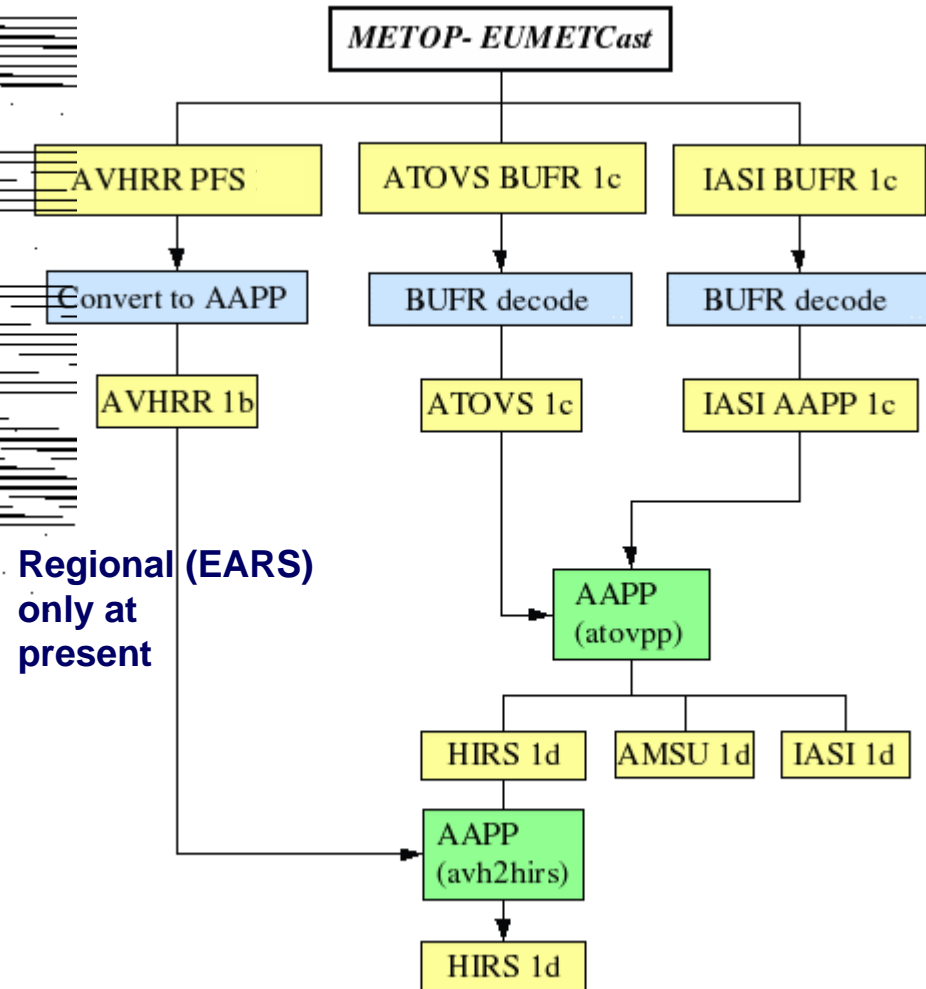 METOP- EUMETCast
AVHRR PFS
ATOVS BUFR 1c
IASI BUFR 1c
Convert to AAPP
BUFR decode
BUFR decode
AVHRR 1b
ATOVS 1c
IASI AAPP 1c
Regional (EARS)
only at
present
AAPP
(atovpp)
HIRS 1d
AMSU 1d
IASI 1d
AAPP
(avh2hirs)
HIRS 1d